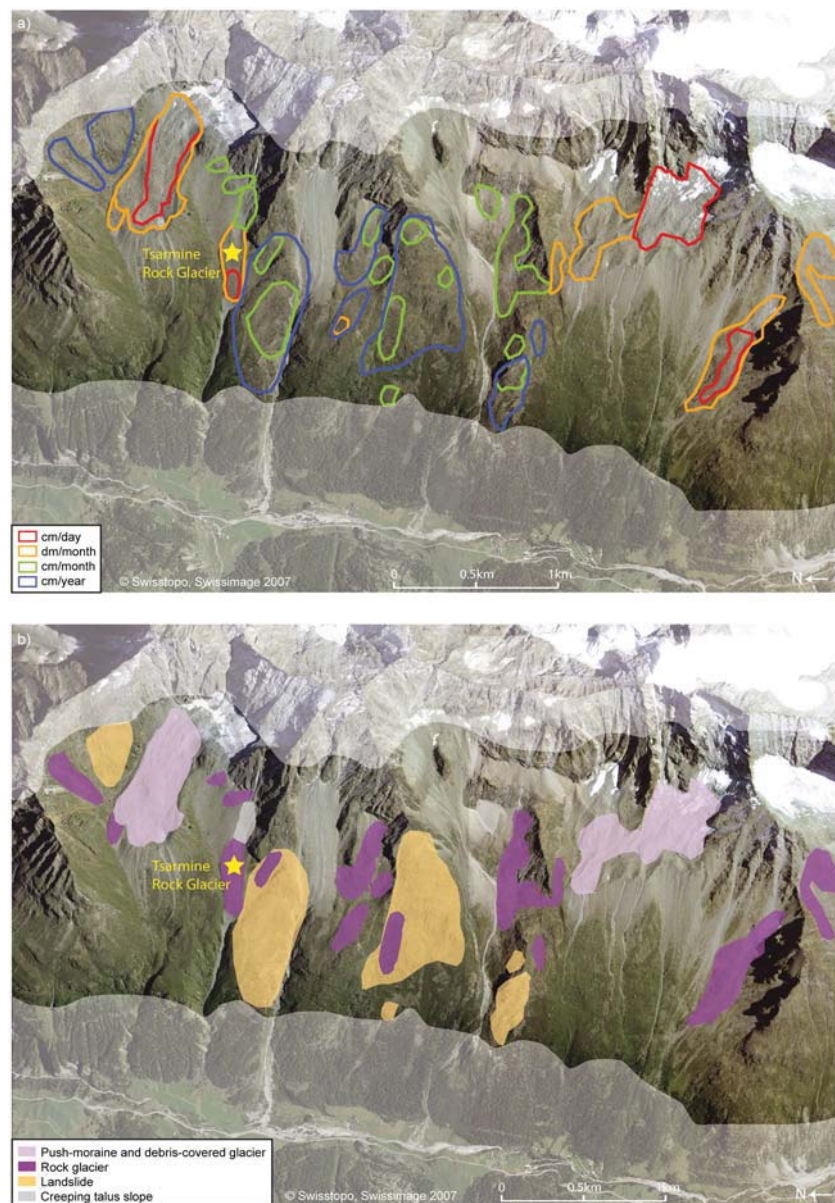 a)
Tsarmine
Rock Glacier
cm/day
dm/month
cm/month
cm/year
© Swisstopo, Swissimage 2007
0 0.5km 1km
N
b)
Tsarmine
Rock Glacier
Push-moraine and debris-covered glacier
Rock glacier
Landslide
Creeping talus slope
© Swisstopo, Swissimage 2007
0 0.5km 1km
N